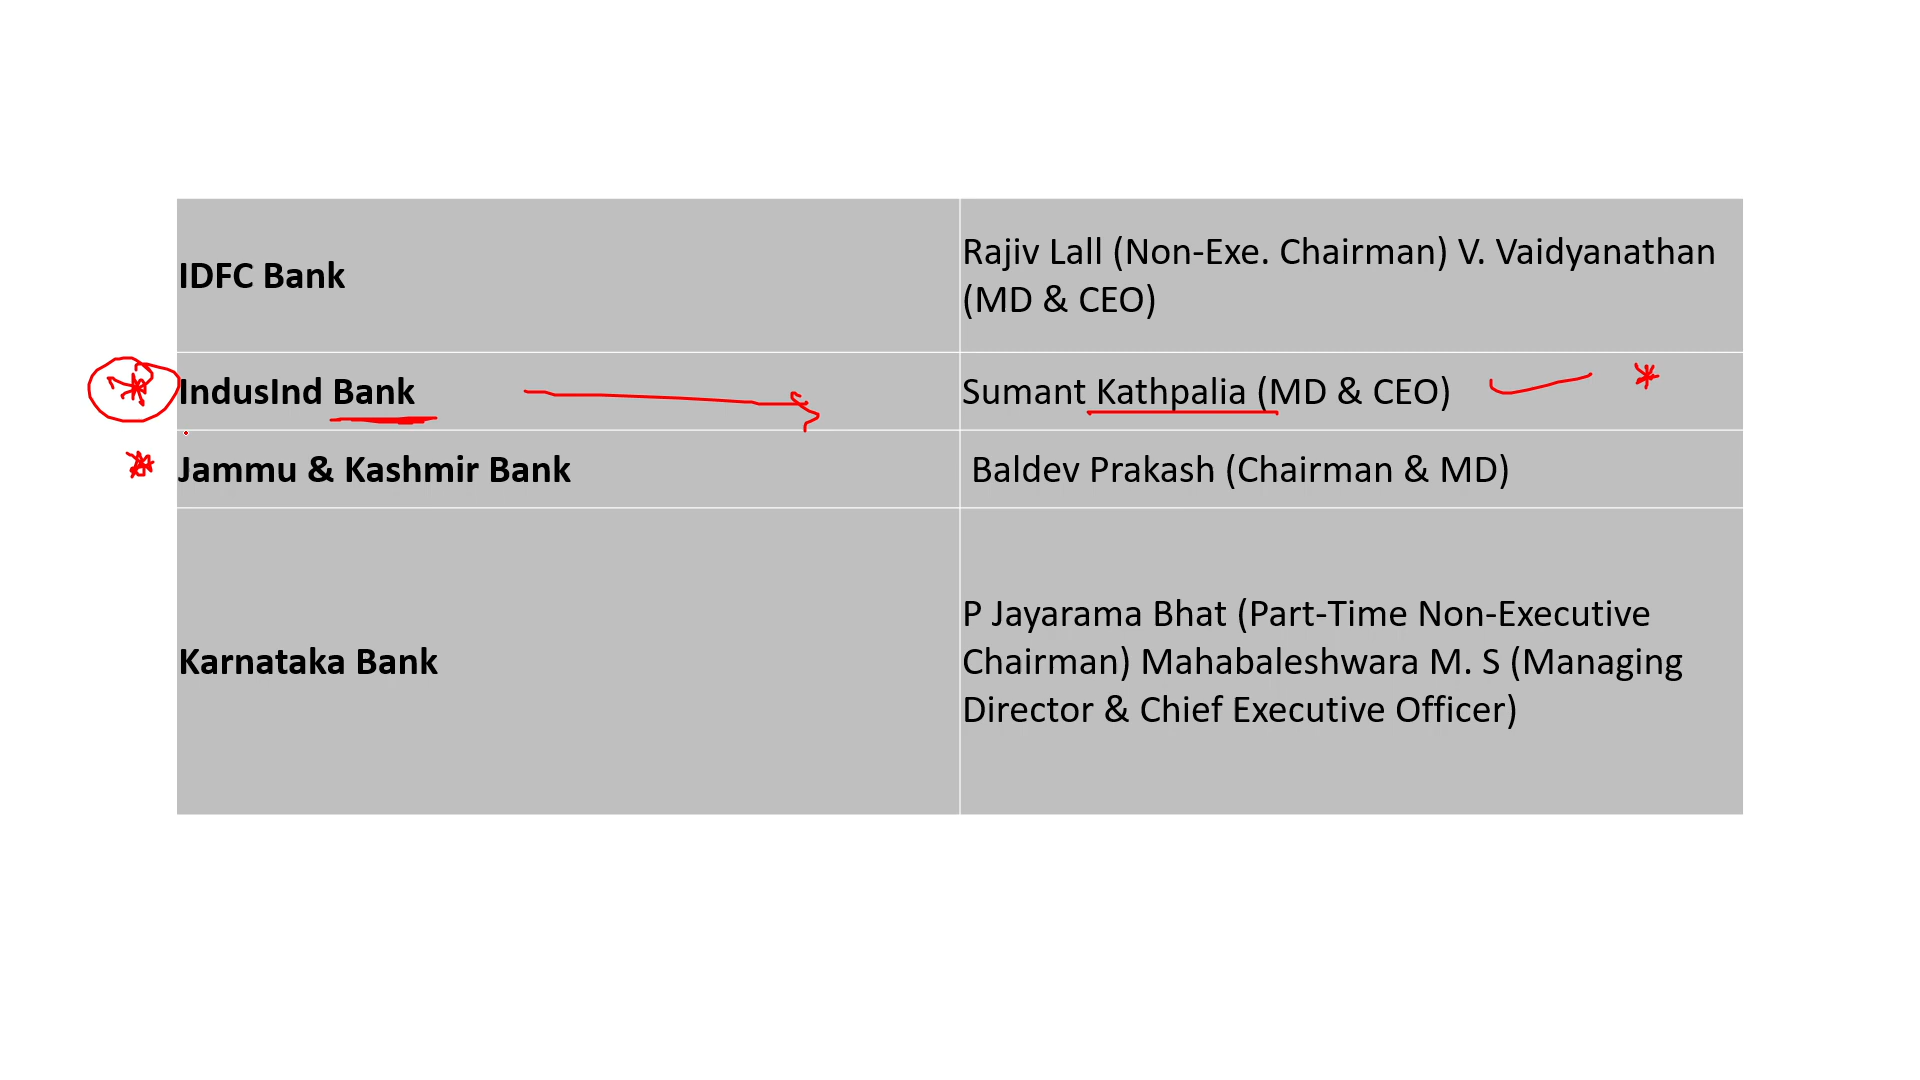 IDFC Bank
Rajiv Lall (Non-Exe. Chairman) V. Vaidyanathan
(MD & CEO)
IndusInd Bank
Sumant Kathpalia (MD & CEO)
Jammu & Kashmir Bank
Baldev Prakash (Chairman & MD)
Karnataka Bank
P Jayarama Bhat (Part-Time Non-Executive
Chairman) Mahabaleshwara M. S (Managing
Director & Chief Executive Officer)